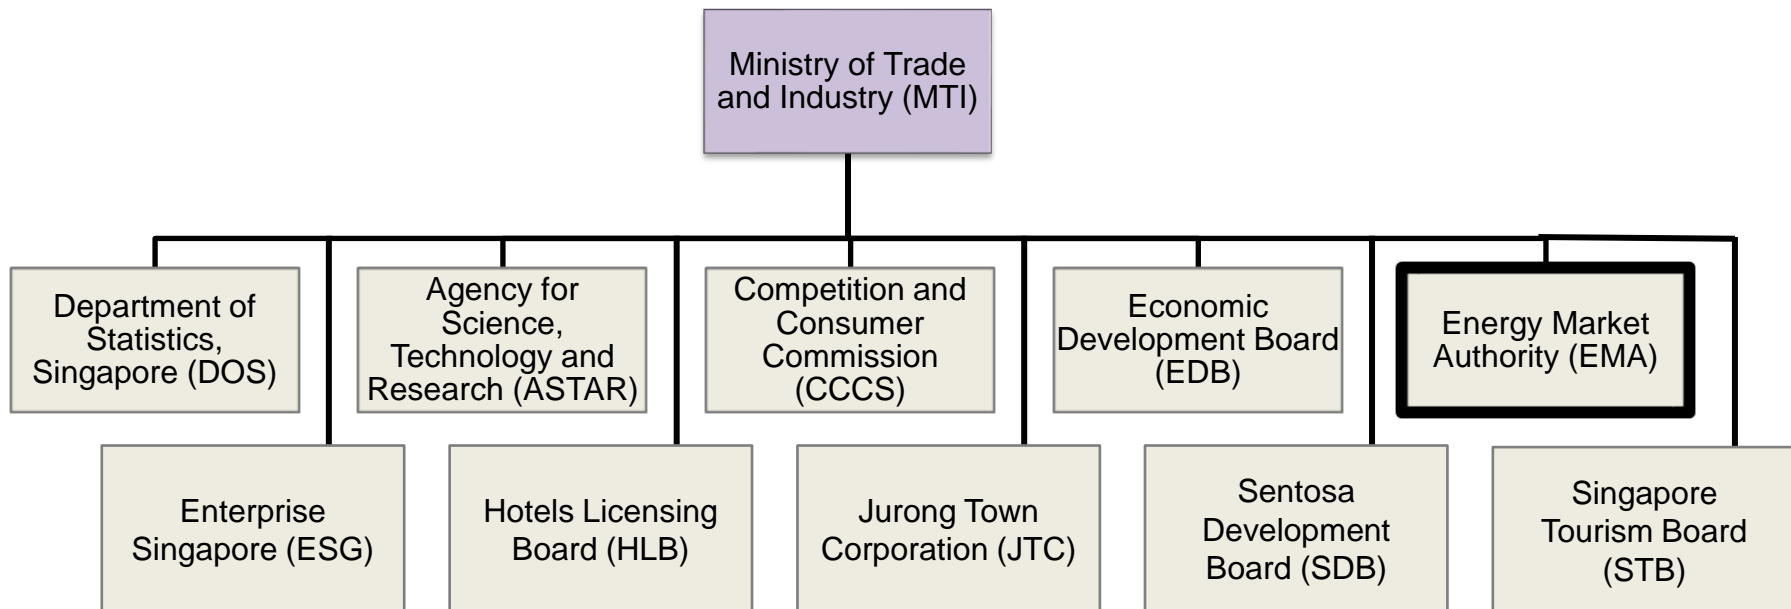 Ministry of Trade
and Industry (MTI)
Department of
Statistics,
Singapore (DOS)
Agency for
Science,
Technology and
Research (ASTAR)
Competition and
Consumer
Commission
(CCCS)
Economic
Development Board
(EDB)
Energy Market
Authority (EMA)
Enterprise
Singapore (ESG)
Hotels Licensing
Board (HLB)
Jurong Town
Corporation (JTC)
Sentosa
Development
Board (SDB)
Singapore
Tourism Board
(STB)